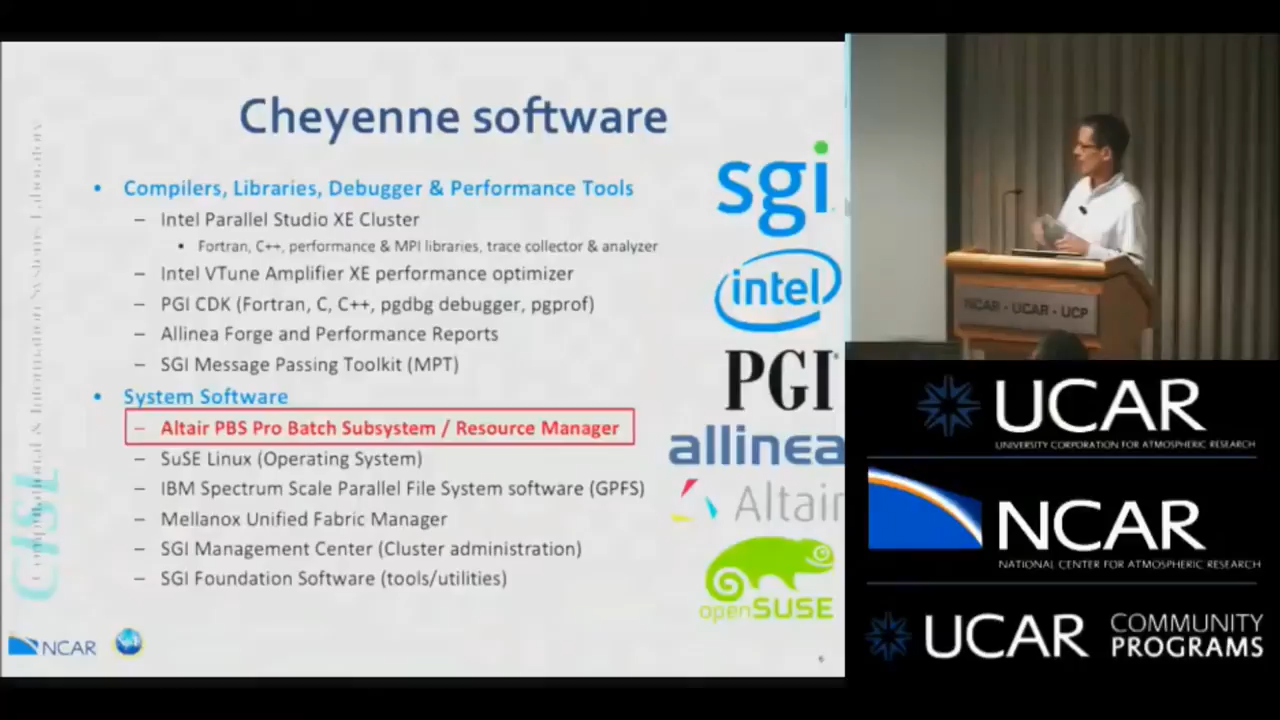 Cheyenne software
• Compilers, Libraries, Debugger & Performance Tools
– Intel Parallel Studio XE Cluster
• Fortran, C++, performance & MPI libraries, trace collector & analyzer
– Intel VTune Amplifier XE performance optimizer
– PGI CDK (Fortran, C, C++, pgdbg debugger, pgprof)
– Allinea Forge and Performance Reports
– SGI Message Passing Toolkit (MPT)
• System Software
– Altair PBS Pro Batch Subsystem / Resource Manager
– SuSE Linux (Operating System)
– IBM Spectrum Scale Parallel File System software (GPFS)
– Mellanox Unified Fabric Manager
– SGI Management Center (Cluster administration)
– SGI Foundation Software (tools/utilities)
sgi
intel
PGI
allinea
Altair
openSUSE
CISL
Computational & Information Systems Laboratory
NCAR
NCAR - UCAR - UCP
UCAR
UNIVERSITY CORPORATION FOR ATMOSPHERIC RESEARCH
NCAR
NATIONAL CENTER FOR ATMOSPHERIC RESEARCH
UCAR COMMUNITY
PROGRAMS